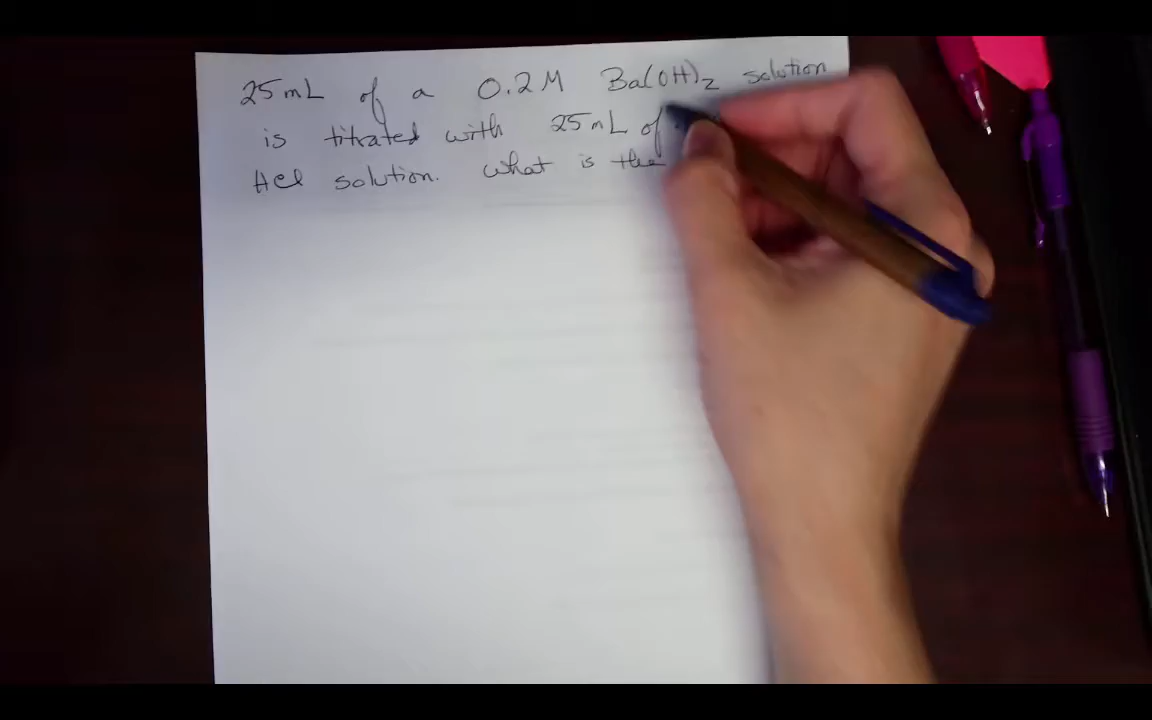 25mL of a 0.2M Ba(OH)2 solution
is titrated with 25mL of
HCl solution. What is the